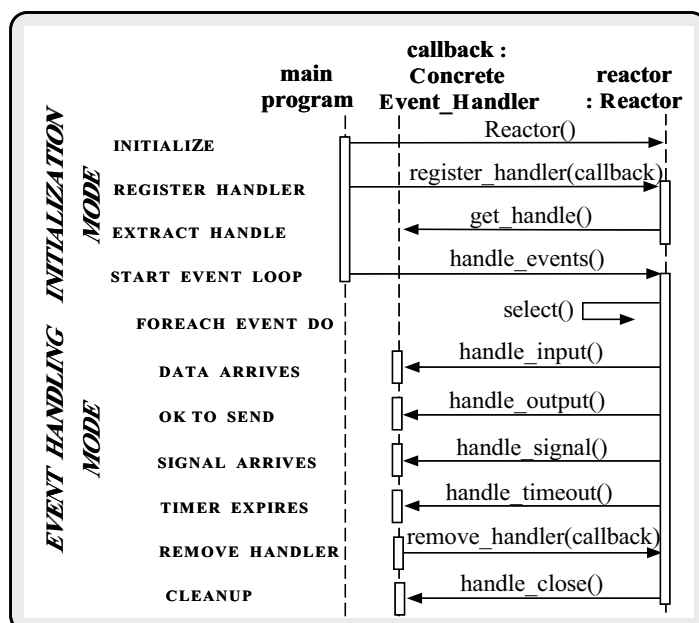 main
program
callback :
Concrete
Event_Handler
reactor
: Reactor
INITIALIZATION
MODE
INITIALIZE
Reactor()
REGISTER HANDLER
register_handler(callback)
EXTRACT HANDLE
get_handle()
START EVENT LOOP
handle_events()
EVENT HANDLING
MODE
FOREACH EVENT DO
select()
DATA ARRIVES
handle_input()
OK TO SEND
handle_output()
SIGNAL ARRIVES
handle_signal()
TIMER EXPIRES
handle_timeout()
REMOVE HANDLER
remove_handler(callback)
CLEANUP
handle_close()